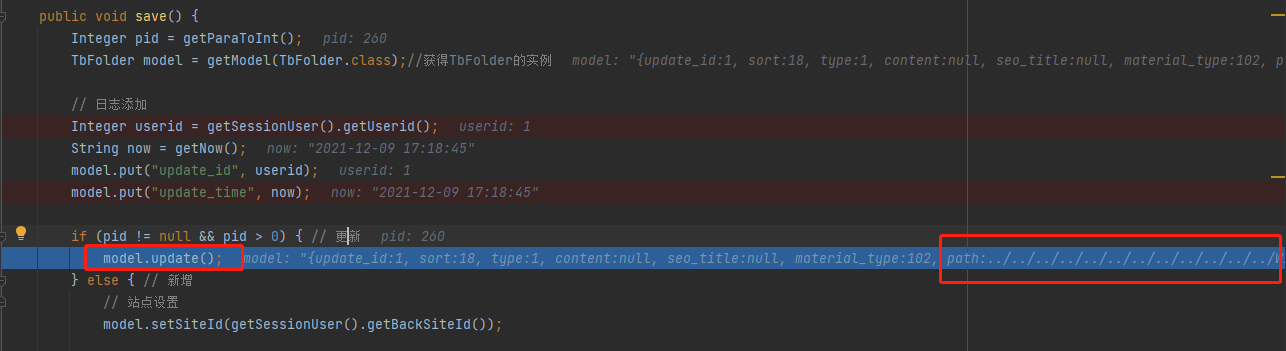 public void save() {
Integer pid = getParaToInt(); pid: 260
TbFolder model = getModel(TbFolder.class);//获得TbFolder的实例 model: "{update_id:1, sort:18, type:1, content:null, seo_title:null, material_type:102, p
// 日志添加
Integer userid = getSessionUser().getUserid(); userid: 1
String now = getNow(); now: "2021-12-09 17:18:45"
model.put("update_id", userid); userid: 1
model.put("update_time", now); now: "2021-12-09 17:18:45"
if (pid != null && pid > 0) { // 更新 pid: 260
model.update(); model: "{update_id:1, sort:18, type:1, content:null, seo_title:null, material_type:102, path:../../../../../../../../../../../../../W
} else { // 新增
// 站点设置
model.setSiteId(getSessionUser().getBackSiteId());